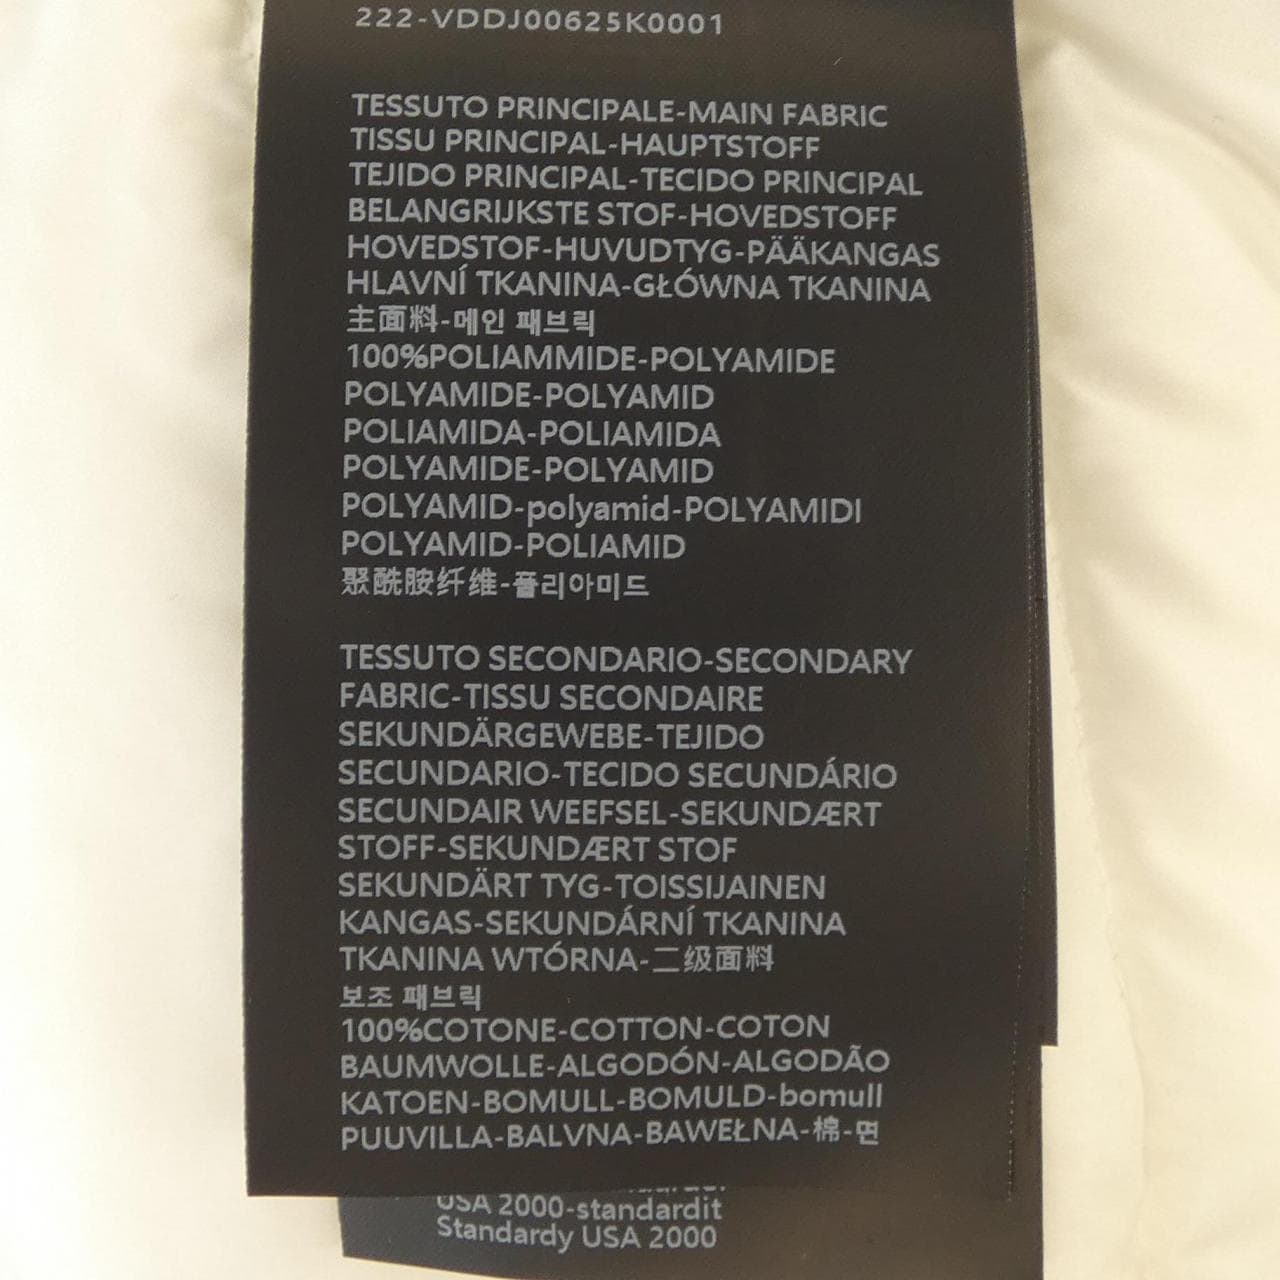 222-VDDJ00625K0001
TESSUTO PRINCIPALE-MAIN FABRIC
TISSU PRINCIPAL-HAUPTSTOFF
TEJIDO PRINCIPAL-TECIDO PRINCIPAL
BELANGRIJKSTE STOF-HOVEDSTOFF
HOVEDSTOF-HUVUDTYG-PÄÄKANGAS
HLAVNÍ TKANINA-GŁÓWNA TKANINA
主面料-메인 패브릭
100%POLIAMMIDE-POLYAMIDE
POLYAMIDE-POLYAMID
POLIAMIDA-POLIAMIDA
POLYAMIDE-POLYAMID
POLYAMID-polyamid-POLYAMIDI
POLYAMID-POLIAMID
聚酰胺纤维-폴리아미드
TESSUTO SECONDARIO-SECONDARY
FABRIC-TISSU SECONDAIRE
SEKUNDÄRGEWEBE-TEJIDO
SECUNDARIO-TECIDO SECUNDÁRIO
SECUNDAIR WEEFSEL-SEKUNDÆRT
STOFF-SEKUNDÆRT STOF
SEKUNDÄRT TYG-TOISSIJAINEN
KANGAS-SEKUNDÁRNÍ TKANINA
TKANINA WTÓRNA-二级面料
보조 패브릭
100%COTONE-COTTON-COTON
BAUMWOLLE-ALGODÓN-ALGODÃO
KATOEN-BOMULL-BOMULD-bomull
PUUVILLA-BALVNA-BAWEŁNA-棉-면
USA 2000-standardit
Standardy USA 2000